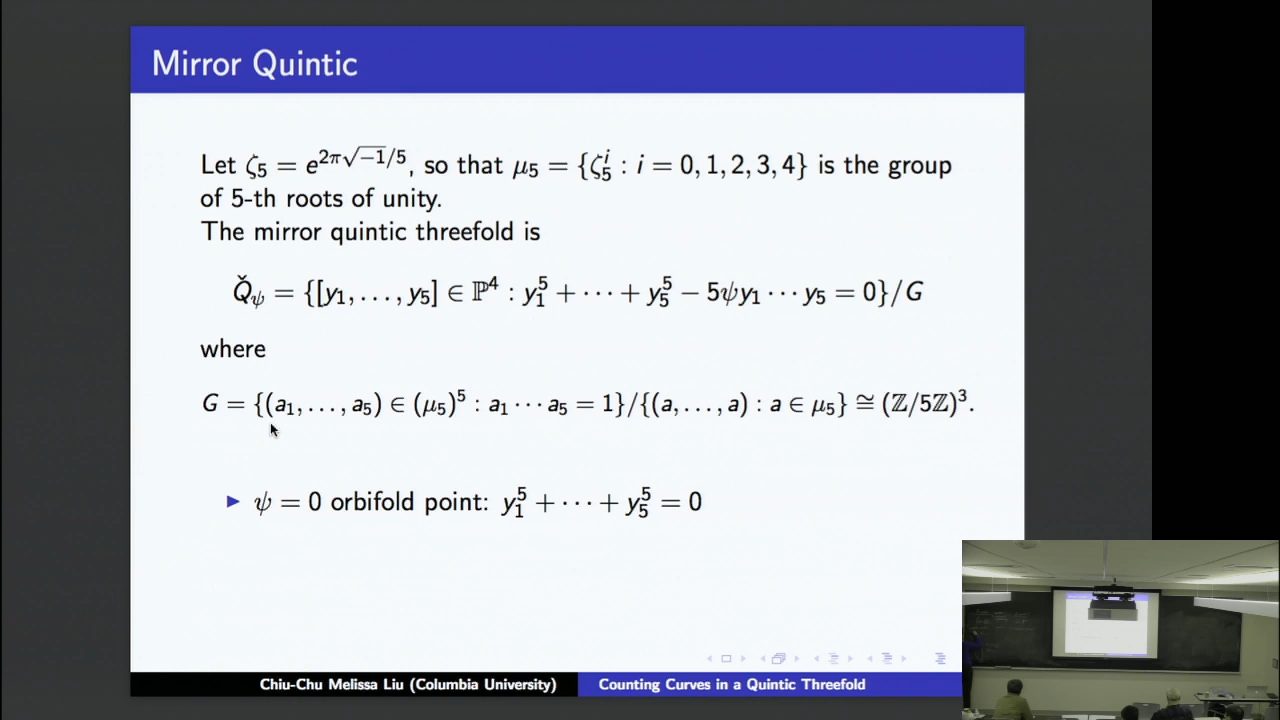 Mirror Quintic
Let ζ₅ = e^{2π√−1/5}, so that μ₅ = {ζ₅ⁱ : i = 0, 1, 2, 3, 4} is the group
of 5-th roots of unity.
The mirror quintic threefold is
Q̌_ψ = {[y₁, . . . , y₅] ∈ ℙ⁴ : y₁⁵ + · · · + y₅⁵ − 5ψy₁ · · · y₅ = 0}/G
where
G = {(a₁, . . . , a₅) ∈ (μ₅)⁵ : a₁ · · · a₅ = 1}/{(a, . . . , a) : a ∈ μ₅} ≅ (ℤ/5ℤ)³.
▶ ψ = 0 orbifold point: y₁⁵ + · · · + y₅⁵ = 0
Chiu-Chu Melissa Liu (Columbia University) Counting Curves in a Quintic Threefold